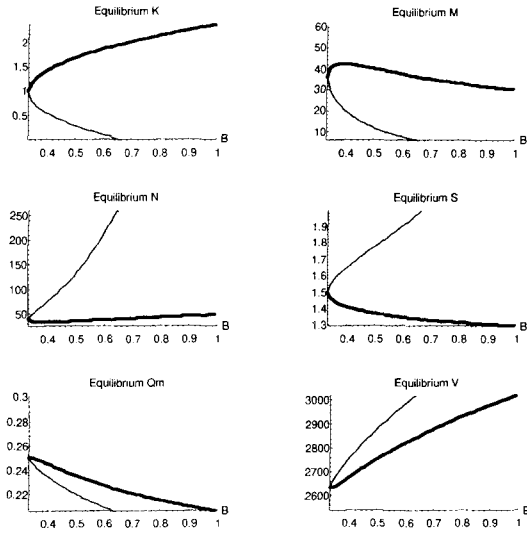 Equilibrium K
2
1.5
1
0.5
0.4 0.5 0.6 0.7 0.8 0.9 1
B
Equilibrium M
60
50
40
30
20
10
0.4 0.5 0.6 0.7 0.8 0.9 1
B
Equilibrium N
250
200
150
100
50
0.4 0.5 0.6 0.7 0.8 0.9 1
B
Equilibrium S
1.9
1.8
1.7
1.6
1.5
1.4
1.3
0.4 0.5 0.6 0.7 0.8 0.9 1
B
Equilibrium Qm
0.3
0.28
0.26
0.24
0.22
0.4 0.5 0.6 0.7 0.8 0.9 1
B
Equilibrium V
3000
2900
2800
2700
2600
0.4 0.5 0.6 0.7 0.8 0.9 1
B